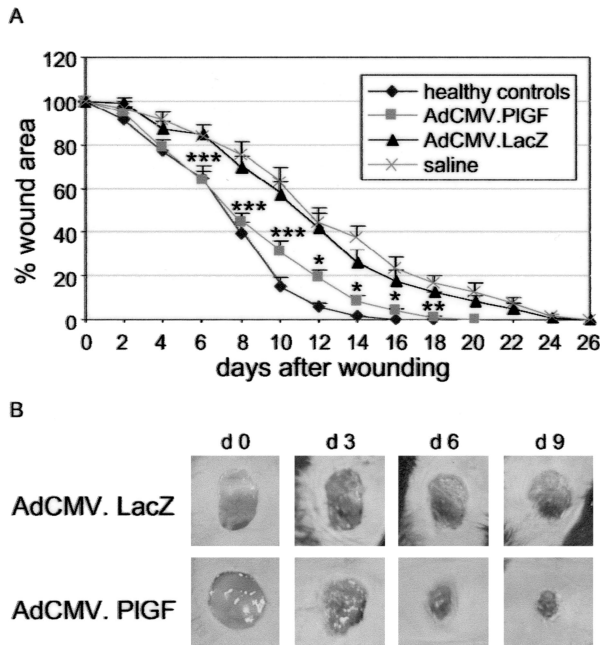 A
120
100
80
60
40
20
0
% wound area
healthy controls
AdCMV.PlGF
AdCMV.LacZ
saline
***
***
***
*
*
*
**
0 2 4 6 8 10 12 14 16 18 20 22 24 26
days after wounding
B
d 0 d 3 d 6 d 9
AdCMV. LacZ
AdCMV. PlGF